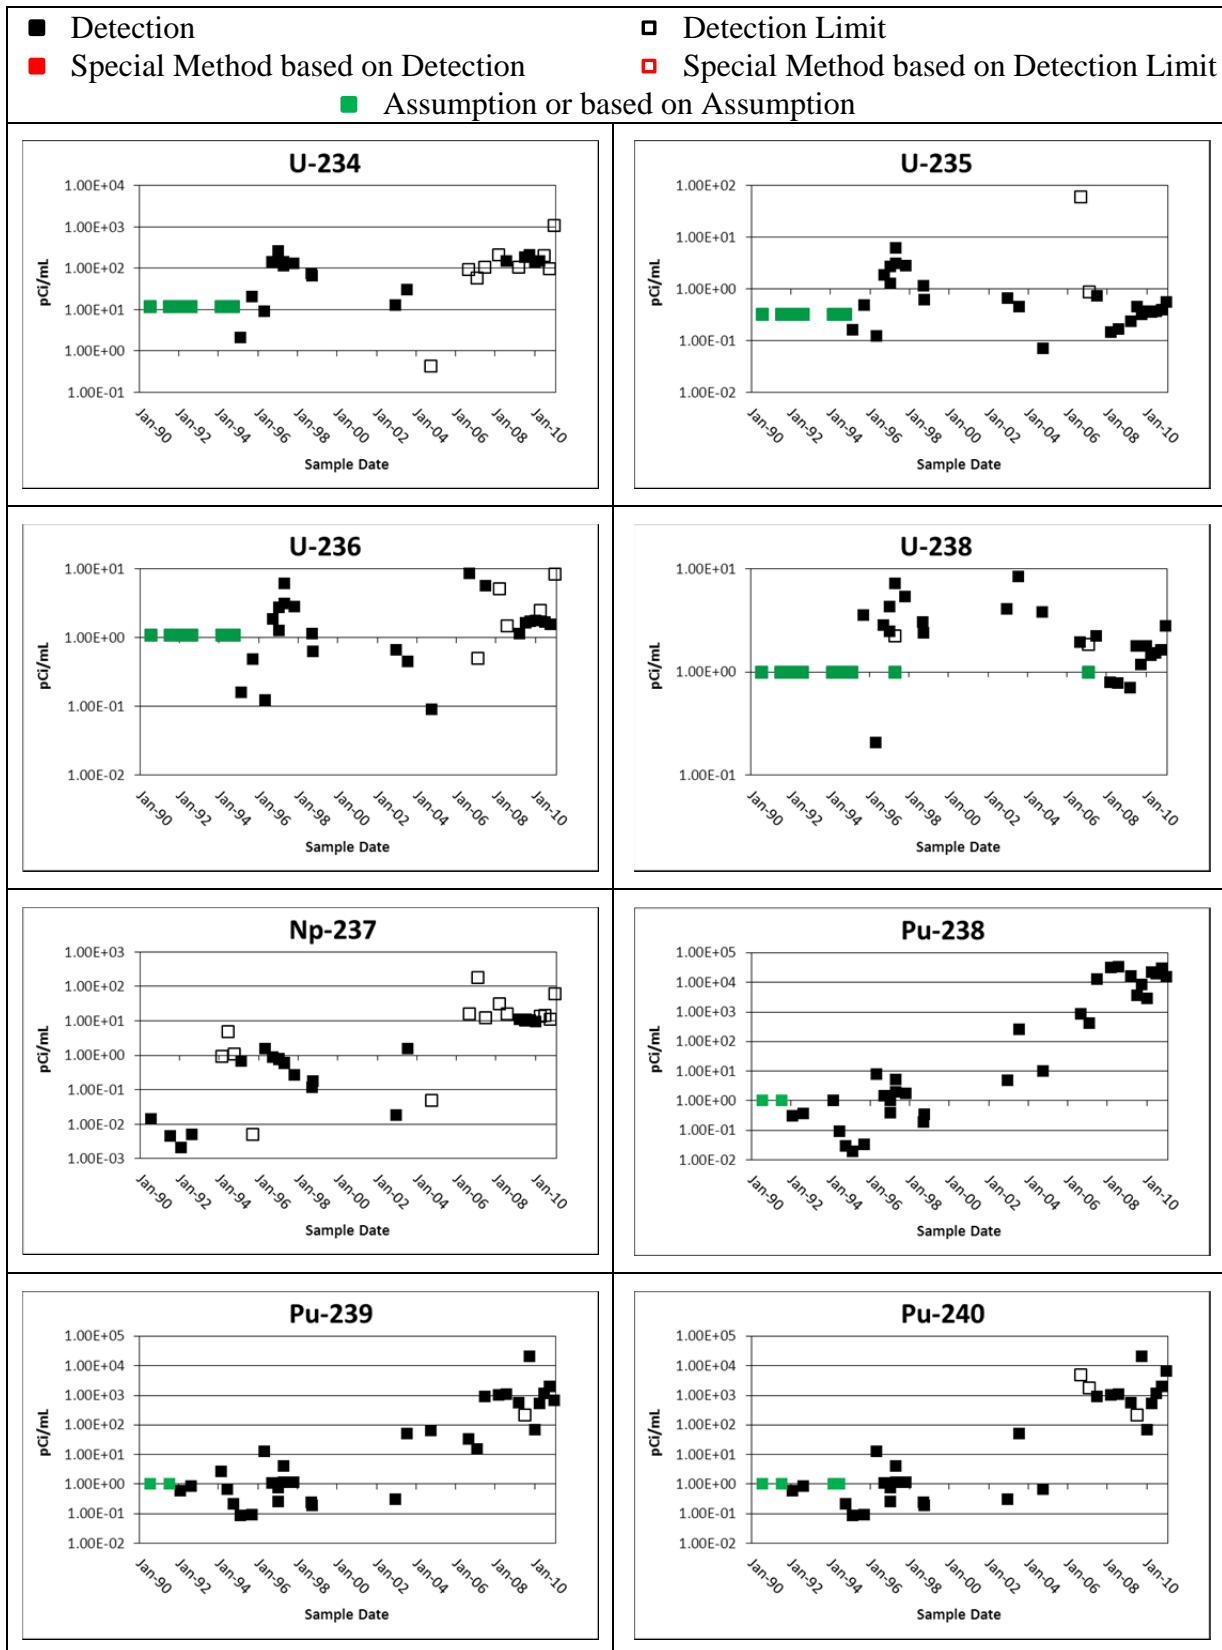 Detection
Detection Limit
Special Method based on Detection
Special Method based on Detection Limit
Assumption or based on Assumption
U-234
1.00E+04
1.00E+03
1.00E+02
1.00E+01
1.00E+00
1.00E-01
pCi/mL
Jan-90
Jan-92
Jan-94
Jan-96
Jan-98
Jan-00
Jan-02
Jan-04
Jan-06
Jan-08
Jan-10
Sample Date
U-235
1.00E+02
1.00E+01
1.00E+00
1.00E-01
1.00E-02
pCi/mL
Jan-90
Jan-92
Jan-94
Jan-96
Jan-98
Jan-00
Jan-02
Jan-04
Jan-06
Jan-08
Jan-10
Sample Date
U-236
1.00E+01
1.00E+00
1.00E-01
1.00E-02
pCi/mL
Jan-90
Jan-92
Jan-94
Jan-96
Jan-98
Jan-00
Jan-02
Jan-04
Jan-06
Jan-08
Jan-10
Sample Date
U-238
1.00E+01
1.00E+00
1.00E-01
pCi/mL
Jan-90
Jan-92
Jan-94
Jan-96
Jan-98
Jan-00
Jan-02
Jan-04
Jan-06
Jan-08
Jan-10
Sample Date
Np-237
1.00E+03
1.00E+02
1.00E+01
1.00E+00
1.00E-01
1.00E-02
1.00E-03
pCi/mL
Jan-90
Jan-92
Jan-94
Jan-96
Jan-98
Jan-00
Jan-02
Jan-04
Jan-06
Jan-08
Jan-10
Sample Date
Pu-238
1.00E+05
1.00E+04
1.00E+03
1.00E+02
1.00E+01
1.00E+00
1.00E-01
1.00E-02
pCi/mL
Jan-90
Jan-92
Jan-94
Jan-96
Jan-98
Jan-00
Jan-02
Jan-04
Jan-06
Jan-08
Jan-10
Sample Date
Pu-239
1.00E+05
1.00E+04
1.00E+03
1.00E+02
1.00E+01
1.00E+00
1.00E-01
1.00E-02
pCi/mL
Jan-90
Jan-92
Jan-94
Jan-96
Jan-98
Jan-00
Jan-02
Jan-04
Jan-06
Jan-08
Jan-10
Sample Date
Pu-240
1.00E+05
1.00E+04
1.00E+03
1.00E+02
1.00E+01
1.00E+00
1.00E-01
1.00E-02
pCi/mL
Jan-90
Jan-92
Jan-94
Jan-96
Jan-98
Jan-00
Jan-02
Jan-04
Jan-06
Jan-08
Jan-10
Sample Date